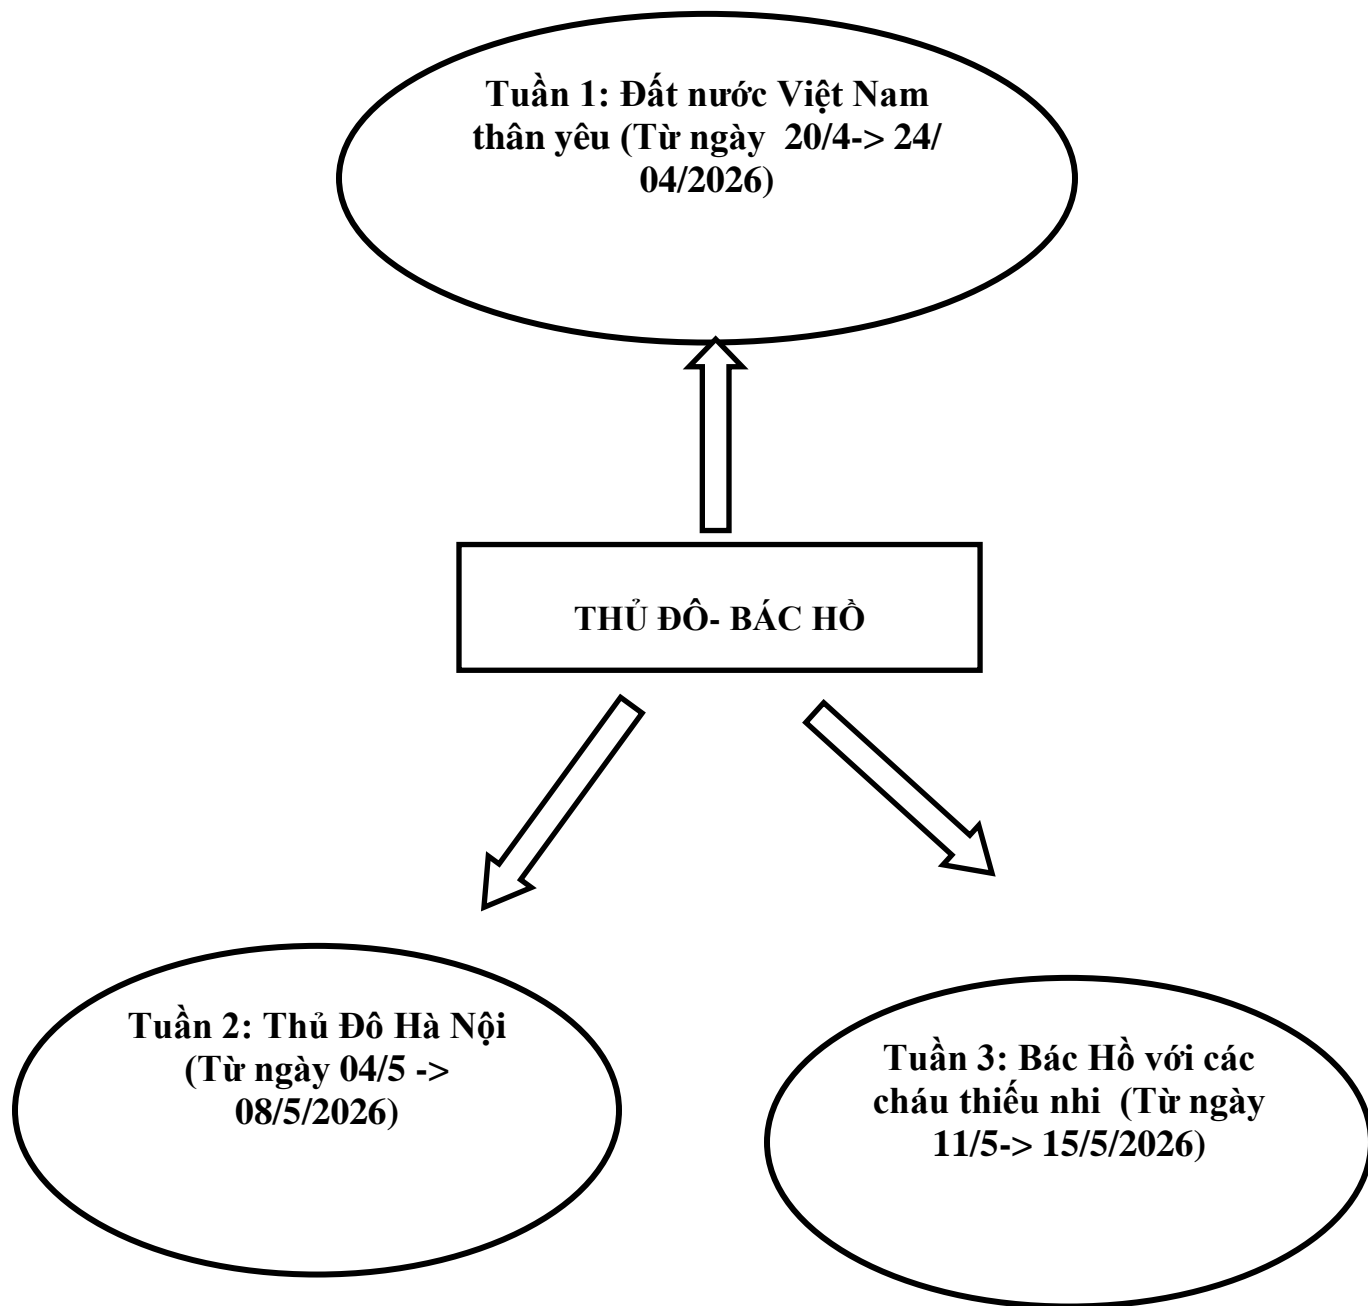 Tuần 1: Đất nước Việt Nam
thân yêu (Từ ngày  20/4-> 24/
04/2026)
THỦ ĐÔ- BÁC HỒ
Tuần 2: Thủ Đô Hà Nội
(Từ ngày 04/5 ->
08/5/2026)
Tuần 3: Bác Hồ với các
cháu thiếu nhi  (Từ ngày
11/5-> 15/5/2026)